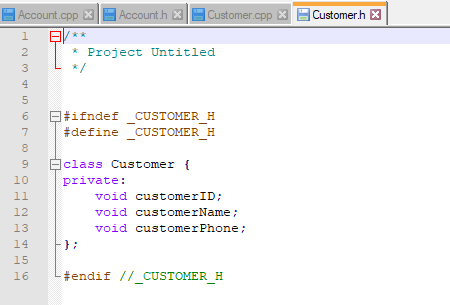 Account.cpp Account.h Customer.cpp Customer.h
1 /**
2  * Project Untitled
3  */
4
5
6 #ifndef _CUSTOMER_H
7 #define _CUSTOMER_H
8
9 class Customer {
10 private:
11     void customerID;
12     void customerName;
13     void customerPhone;
14 };
15
16 #endif //_CUSTOMER_H